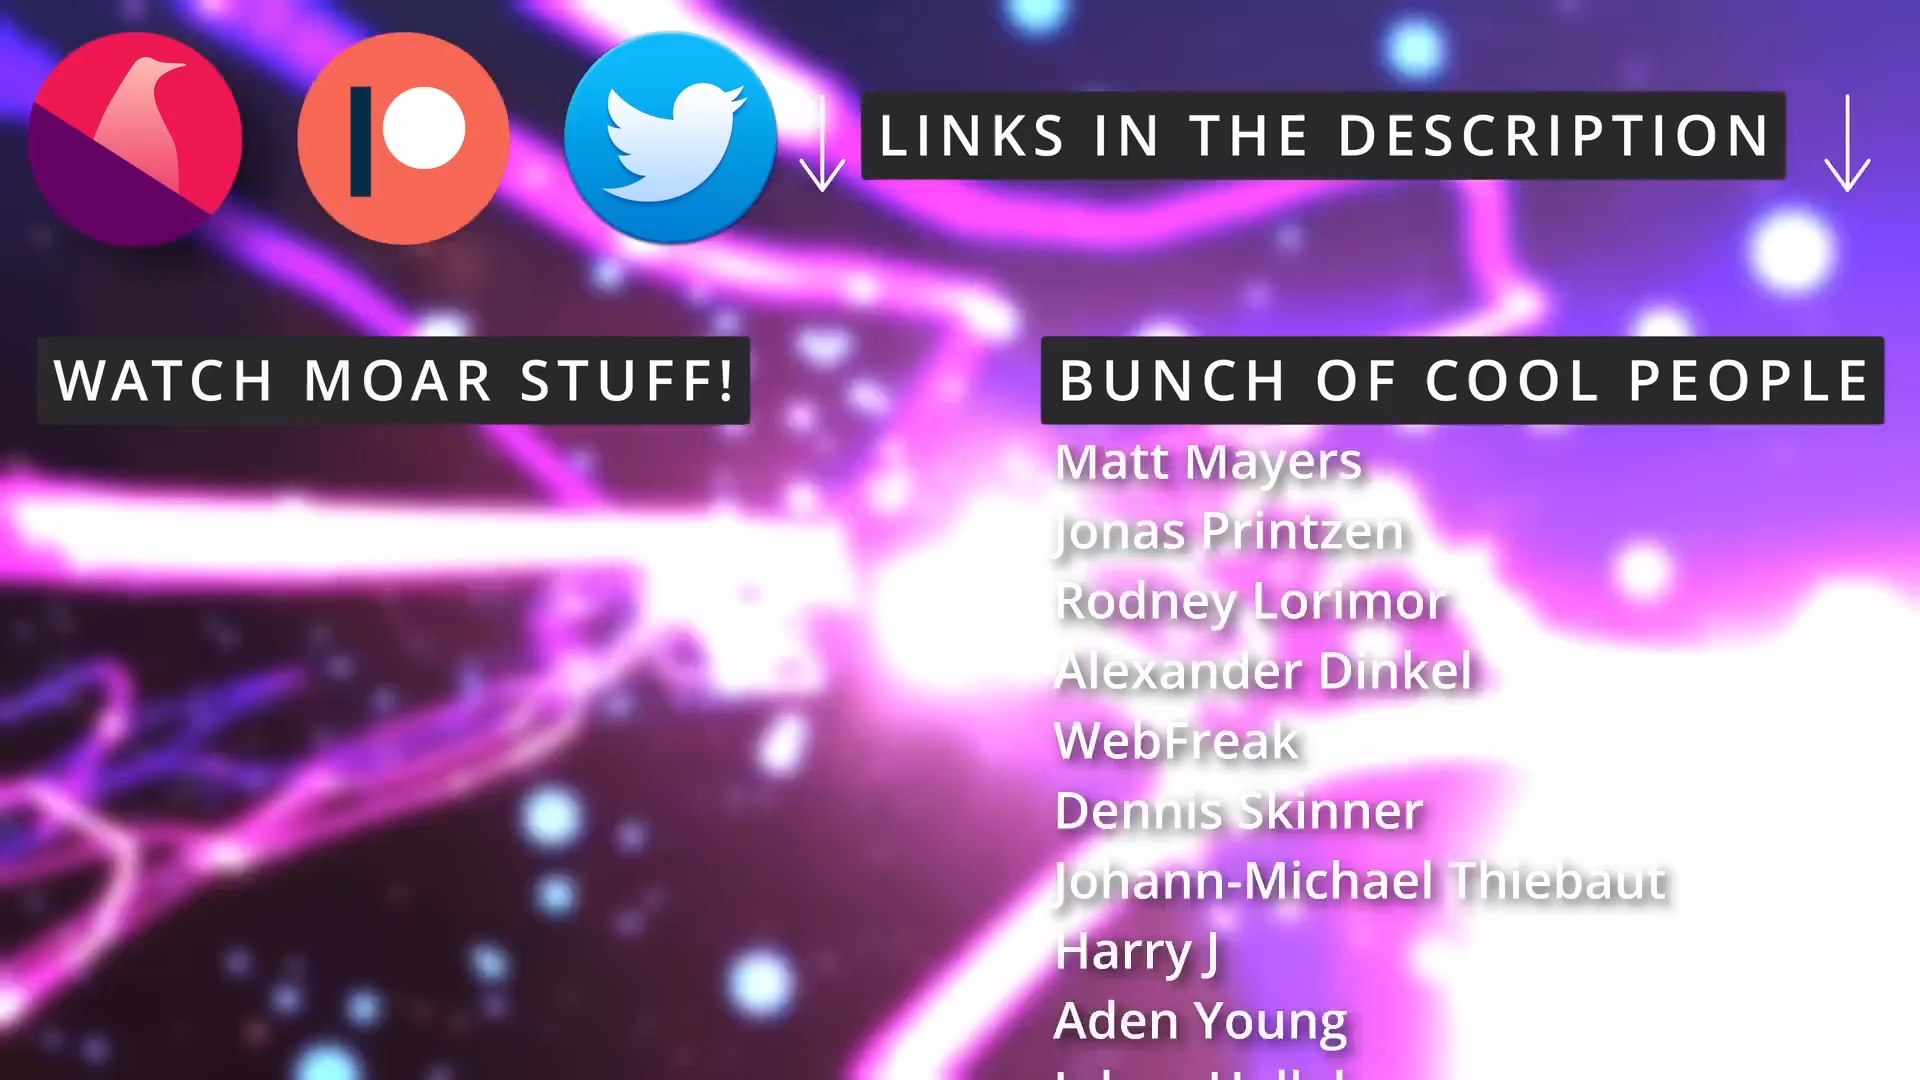 LINKS IN THE DESCRIPTION
WATCH MOAR STUFF!
BUNCH OF COOL PEOPLE
Matt Mayers
Jonas Printzen
Rodney Lorimor
Alexander Dinkel
WebFreak
Dennis Skinner
Johann-Michael Thiebaut
Harry J
Aden Young